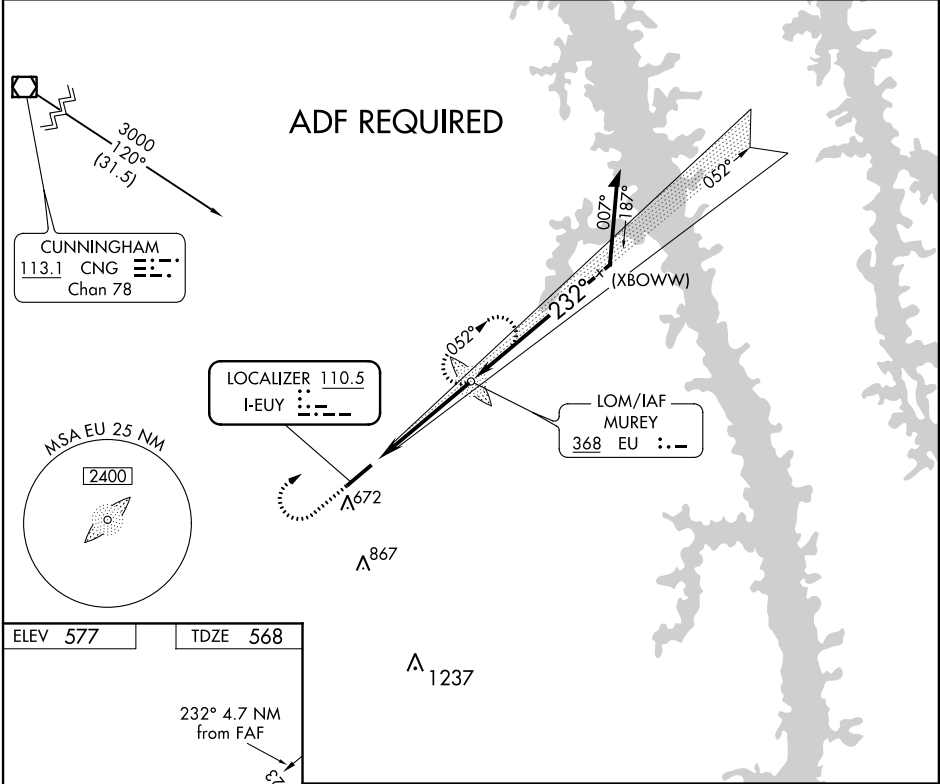 ADF REQUIRED
3000
120°
(31.5)
CUNNINGHAM
113.1 CNG
Chan 78
052°
007°
187°
232°
(XBOWW)
052°
LOCALIZER 110.5
I-EUY
LOM/IAF
MUREY
368 EU
MSA EU 25 NM
2400
672
867
1237
ELEV 577
TDZE 568
232° 4.7 NM
from FAF
23